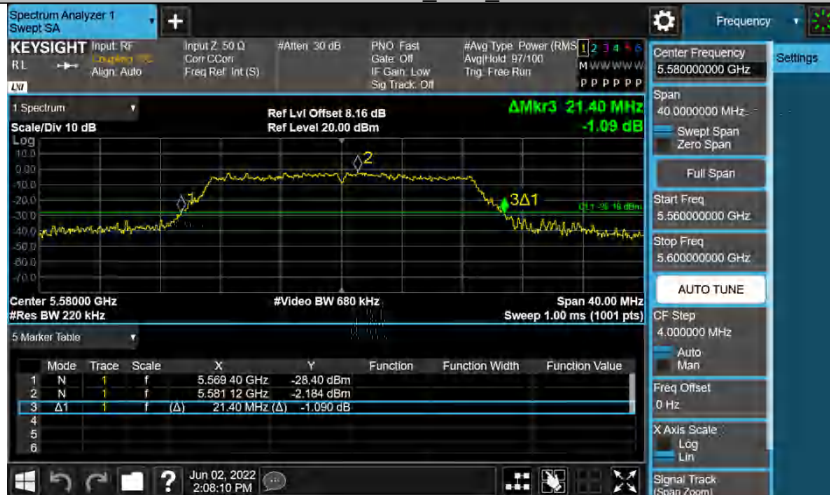 Spectrum Analyzer 1
Swept SA
+
Frequency
KEYSIGHT Input: RF Input Z: 50 Ω #Atten: 30 dB PNO: Fast #Avg Type: Power (RMS 1 2 3 4 5 6
RL Coupling: DC Corr CCorr Gate: Off Avg|Hold: 97/100 M W W W W W
Align: Auto Freq Ref: Int (S) IF Gain: Low Trig: Free Run
Sig Track: Off P P P P P P
LNI
1 Spectrum
Scale/Div 10 dB
Ref Lvl Offset 8.16 dB
Ref Level 20.00 dBm
ΔMkr3 21.40 MHz
-1.09 dB
Log
10.0
0.00
-10.0
-20.0
-30.0
-40.0
-50.0
-60.0
-70.0
1
2
3Δ1
Center 5.58000 GHz #Video BW 680 kHz Span 40.00 MHz
#Res BW 220 kHz Sweep 1.00 ms (1001 pts)
5 Marker Table
Mode Trace Scale X Y Function Function Width Function Value
1 N 1 f 5.569 40 GHz -28.40 dBm
2 N 1 f 5.581 12 GHz -2.184 dBm
3 Δ1 1 f (Δ) 21.40 MHz (Δ) -1.090 dB
4
5
6
Jun 02, 2022
2:08:10 PM
Settings
Center Frequency
5.580000000 GHz
Span
40.0000000 MHz
Swept Span
Zero Span
Full Span
Start Freq
5.560000000 GHz
Stop Freq
5.600000000 GHz
AUTO TUNE
CF Step
4.000000 MHz
Auto
Man
Freq Offset
0 Hz
X Axis Scale
Log
Lin
Signal Track
(Span Zoom)